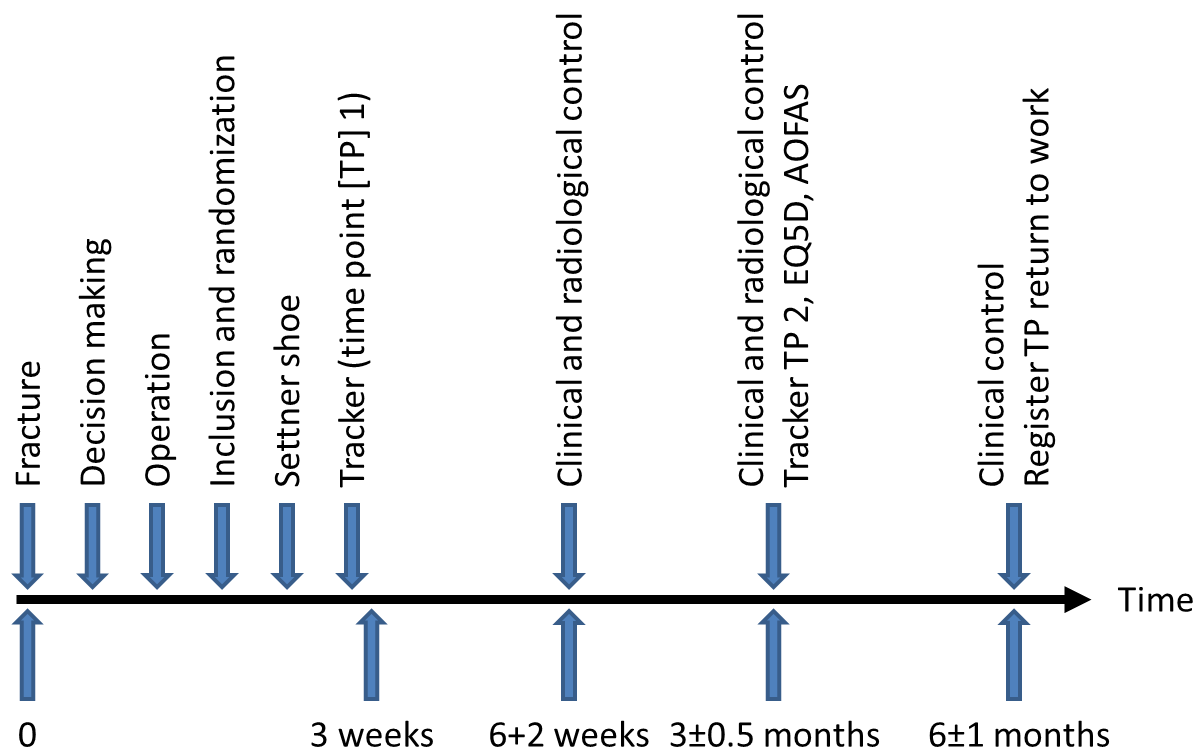 Fracture
Decision making
Operation
Inclusion and randomization
Settner shoe
Tracker (time point [TP] 1)
Clinical and radiological control
Clinical and radiological control
Tracker TP 2, EQ5D, AOFAS
Clinical control
Register TP return to work
Time
0
3 weeks
6+2 weeks
3±0.5 months
6±1 months